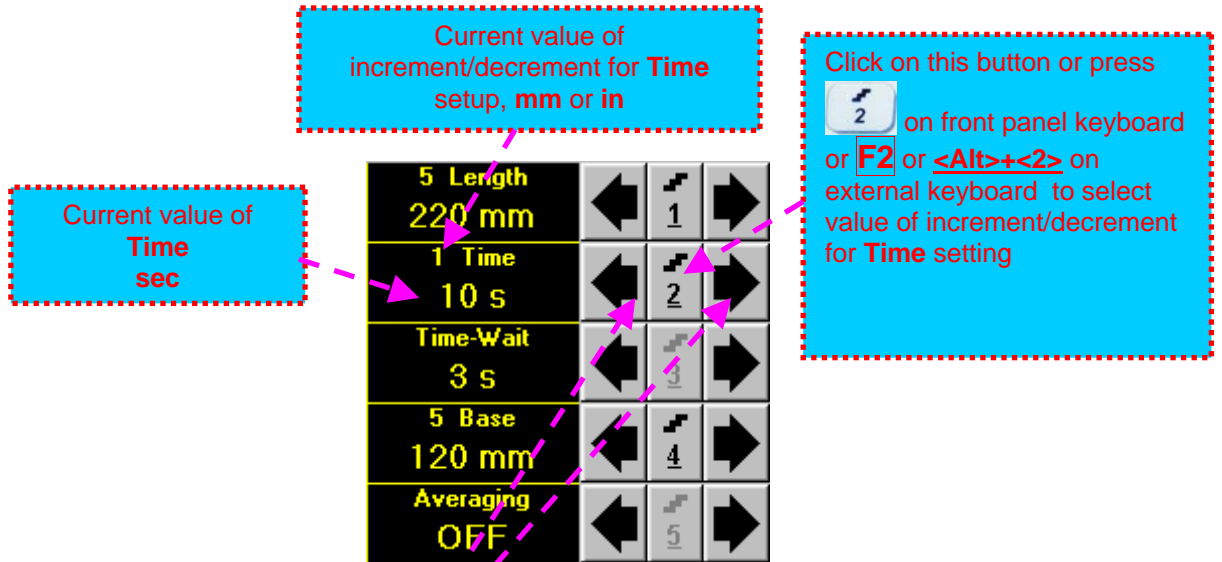 Current value of
increment/decrement for Time
setup, mm or in
Click on this button or press
2 on front panel keyboard
or F2 or <Alt>+<2> on
external keyboard to select
value of increment/decrement
for Time setting
Current value of
Time
sec
5 Length
220 mm
1
1 Time
10 s
2
Time-Wait
3 s
3
5 Base
120 mm
4
Averaging
OFF
5